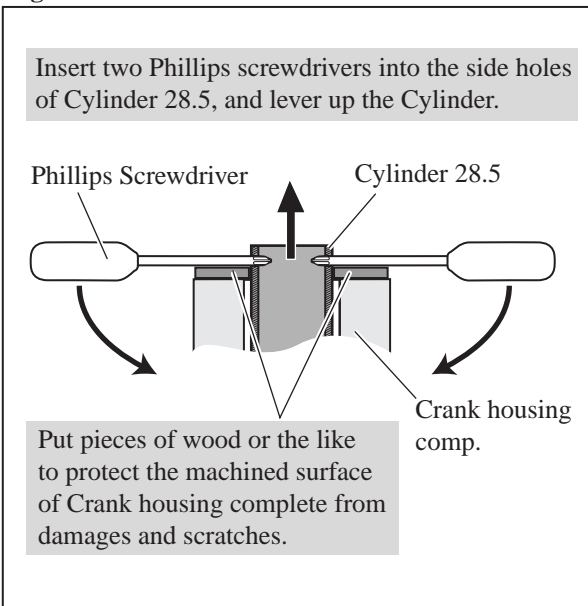 Insert two Phillips screwdrivers into the side holes
of Cylinder 28.5, and lever up the Cylinder.
Phillips Screwdriver
Cylinder 28.5
Crank housing
comp.
Put pieces of wood or the like
to protect the machined surface
of Crank housing complete from
damages and scratches.